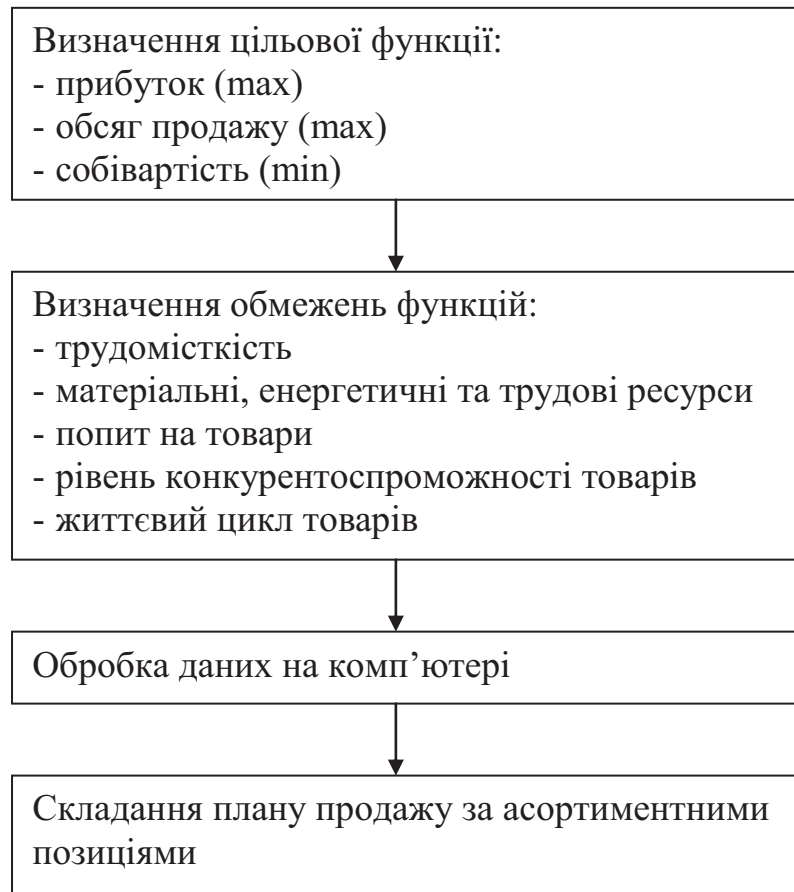 Визначення цільової функції:
- прибуток (max)
- обсяг продажу (max)
- собівартість (min)
Визначення обмежень функцій:
- трудомісткість
- матеріальні, енергетичні та трудові ресурси
- попит на товари
- рівень конкурентоспроможності товарів
- життєвий цикл товарів
Обробка даних на комп’ютері
Складання плану продажу за асортиментними
позиціями